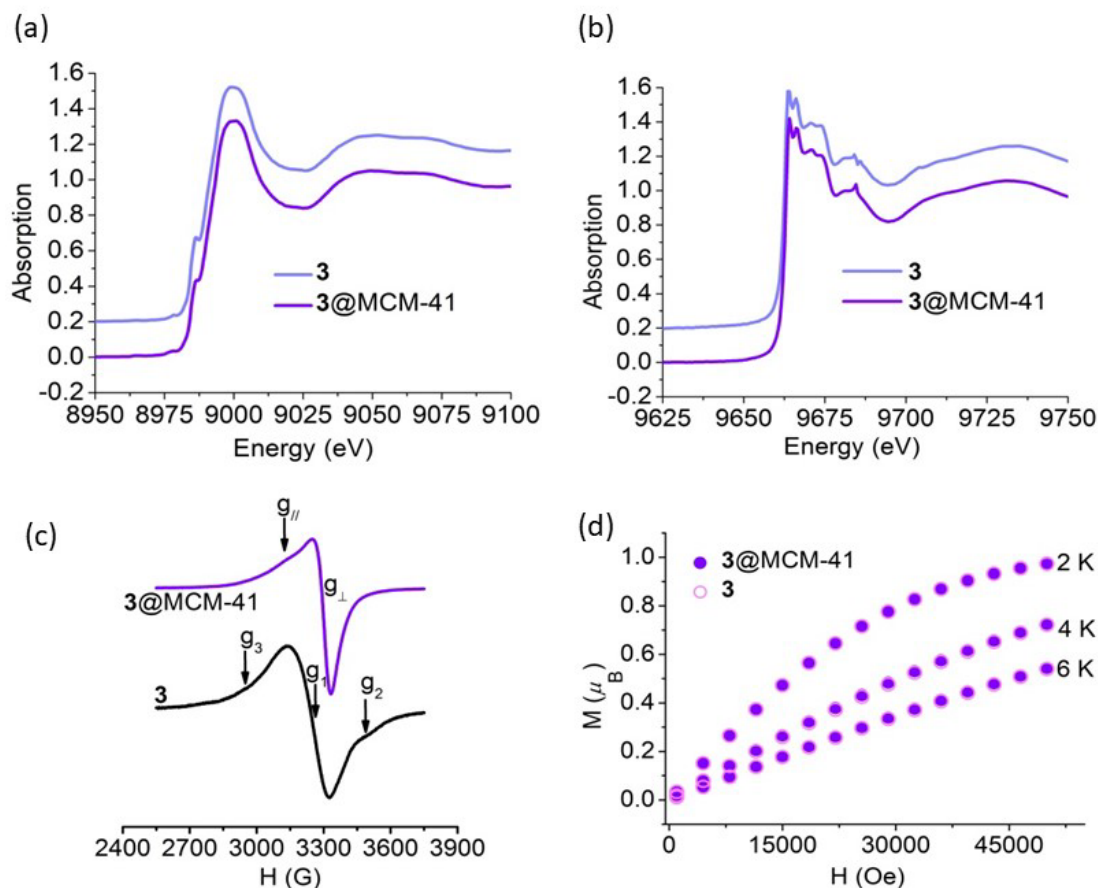 (a)
1.6
1.4
1.2
1.0
0.8
0.6
0.4
0.2
0.0
-0.2
Absorption
3
3@MCM-41
8950 8975 9000 9025 9050 9075 9100
Energy (eV)
(b)
1.6
1.4
1.2
1.0
0.8
0.6
0.4
0.2
0.0
-0.2
Absorption
3
3@MCM-41
9625 9650 9675 9700 9725 9750
Energy (eV)
(c)
g//
3@MCM-41
g⊥
g3
3
g1
g2
2400 2700 3000 3300 3600 3900
H (G)
(d)
3@MCM-41
3
1.0
0.8
0.6
0.4
0.2
0.0
M (μB)
2 K
4 K
6 K
0 15000 30000 45000
H (Oe)